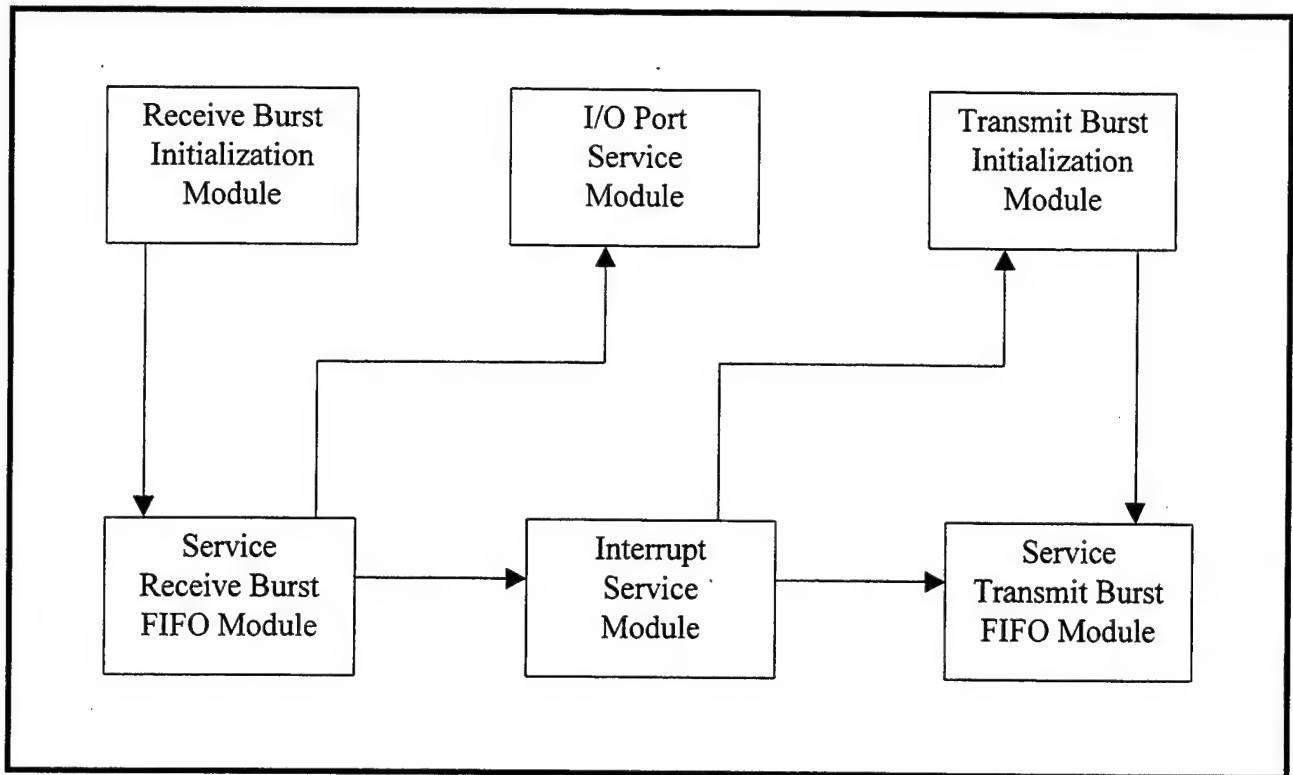 Receive Burst
Initialization
Module
I/O Port
Service
Module
Transmit Burst
Initialization
Module
Service
Receive Burst
FIFO Module
Interrupt
Service
Module
Service
Transmit Burst
FIFO Module